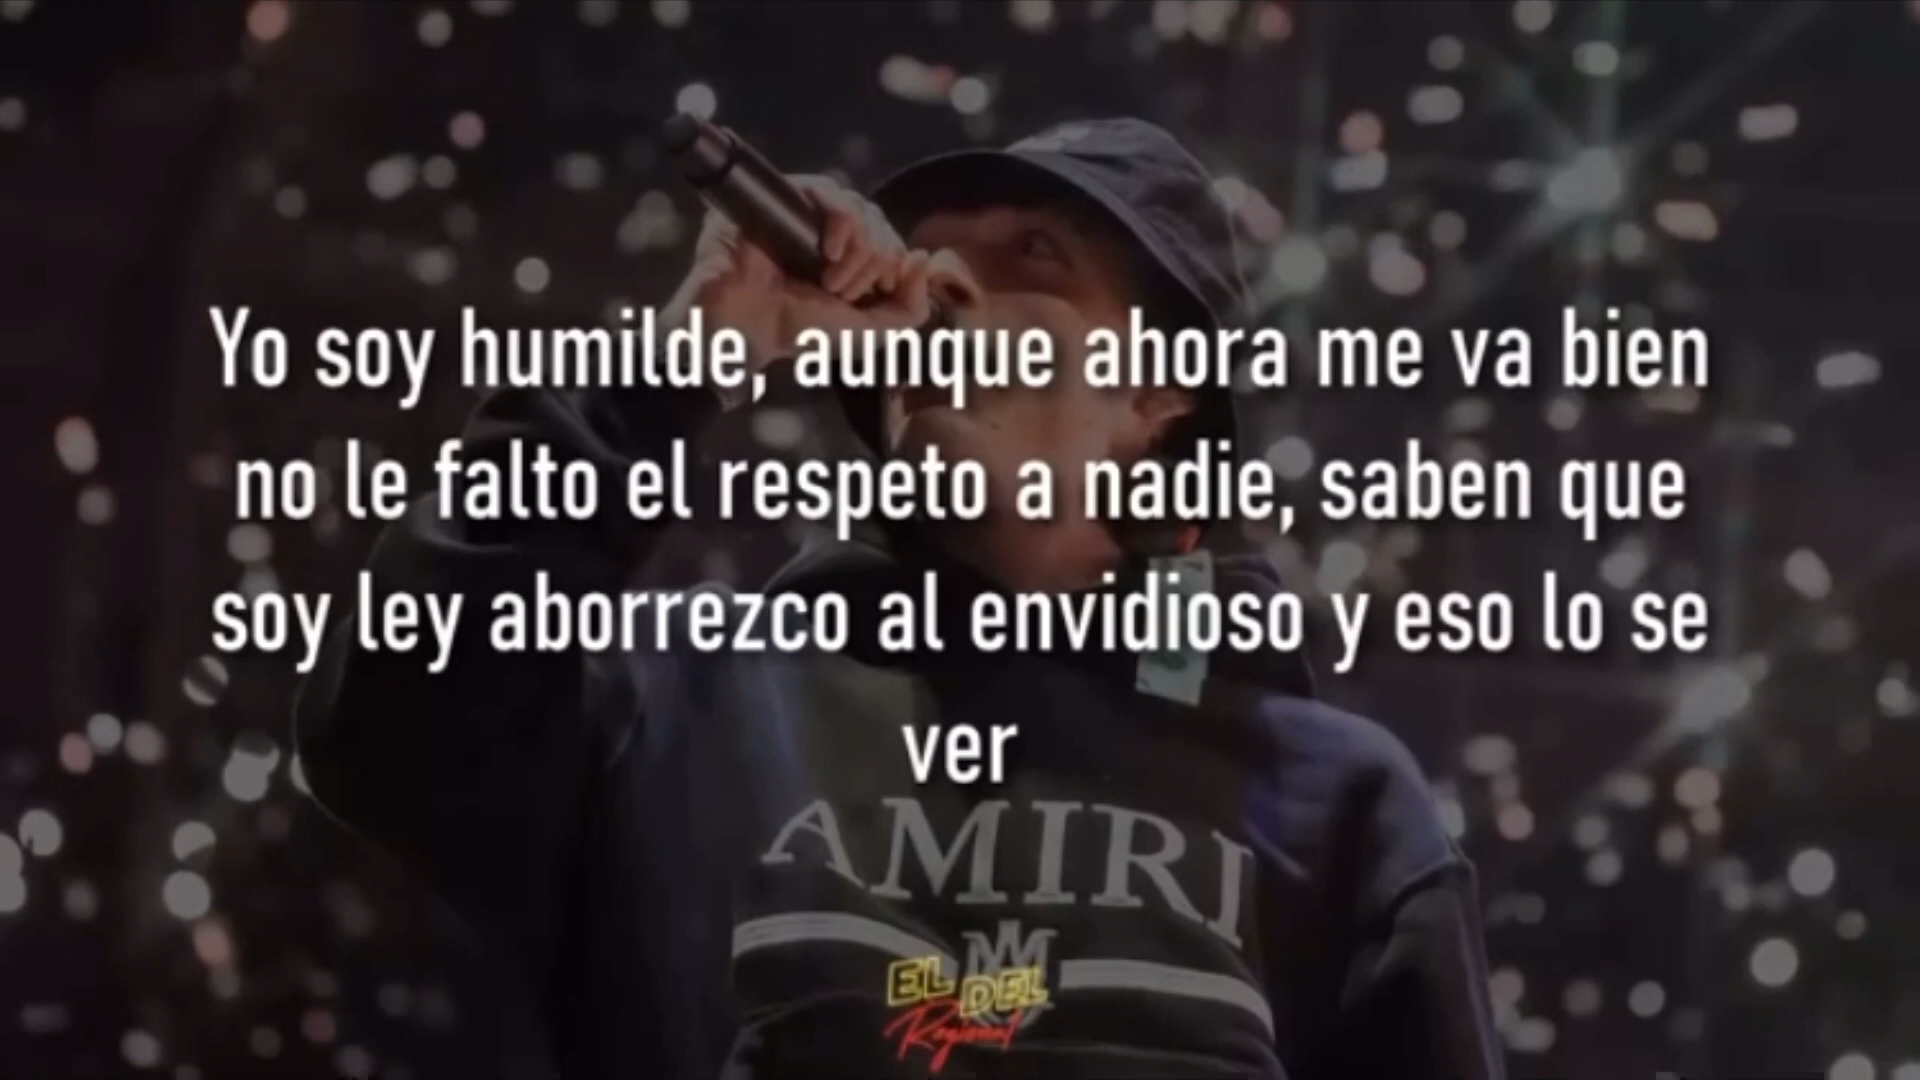 Yo soy humilde, aunque ahora me va bien
no le falto el respeto a nadie, saben que
soy ley aborrezco al envidioso y eso lo se
ver
AMIRI
EL DEL
Regional